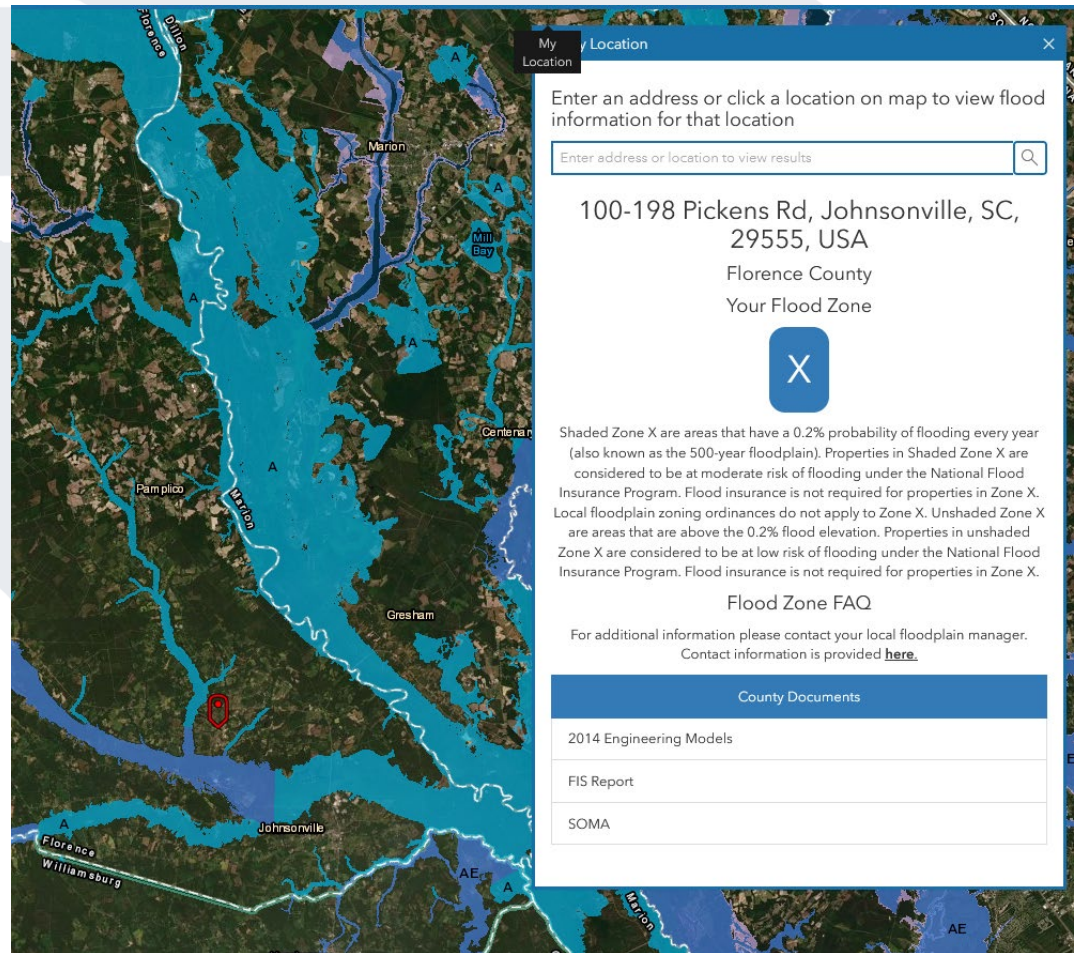 Florence
Dillon
My
Location
y Location
Enter an address or click a location on map to view flood
information for that location
Enter address or location to view results
100-198 Pickens Rd, Johnsonville, SC,
29555, USA
Florence County
Your Flood Zone
X
Shaded Zone X are areas that have a 0.2% probability of flooding every year
(also known as the 500-year floodplain). Properties in Shaded Zone X are
considered to be at moderate risk of flooding under the National Flood
Insurance Program. Flood insurance is not required for properties in Zone X.
Local floodplain zoning ordinances do not apply to Zone X. Unshaded Zone X
are areas that are above the 0.2% flood elevation. Properties in unshaded
Zone X are considered to be at low risk of flooding under the National Flood
Insurance Program. Flood insurance is not required for properties in Zone X.
Flood Zone FAQ
For additional information please contact your local floodplain manager.
Contact information is provided here.
County Documents
2014 Engineering Models
FIS Report
SOMA
A
Marion
A
Mill
Bay
A
A
Centenary
A
Pamplico
Marion
Gresham
Johnsonville
A
Florence
Williamsburg
AE
A
Marion
AE